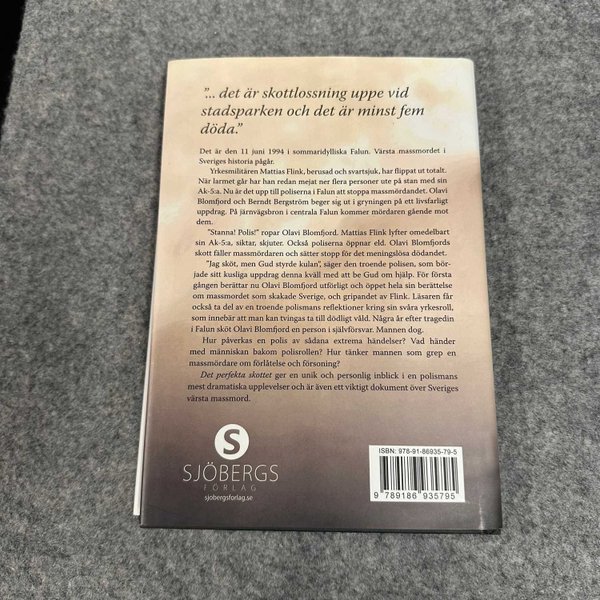 ”... det är skottlossning uppe vid
stadsparken och det är minst fem
döda.”
Det är den 11 juni 1994 i sommaridylliska Falun. Värsta massmordet i
Sveriges historia pågår.
Yrkesmilitären Mattias Flink, berusad och svartsjuk, har flippat ut totalt.
När larmet går har han redan mejat ner flera personer ute på stan med sin
Ak-5:a. Nu är det upp till poliserna i Falun att stoppa massmördandet. Olavi
Blomfjord och Berndt Bergström beger sig ut i gryningen på ett livsfarligt
uppdrag. På järnvägsbron i centrala Falun kommer mördaren gående mot
dem.
”Stanna! Polis!” ropar Olavi Blomfjord. Mattias Flink lyfter omedelbart
sin Ak-5:a, siktar, skjuter. Också poliserna öppnar eld. Olavi Blomfjords
skott fäller massmördaren och sätter stopp för det meningslösa dödandet.
”Jag sköt, men Gud styrde kulan”, säger den troende polisen, som bör-
jade sitt kusliga uppdrag denna kväll med att be Gud om hjälp. För första
gången berättar nu Olavi Blomfjord utförligt och öppet hela sin berättelse
om massmordet som skakade Sverige, och gripandet av Flink. Läsaren får
också ta del av en troende polismans reflektioner kring sin svåra yrkesroll,
som innebär att man kan tvingas ta till dödligt våld. Några år efter tragedin
i Falun sköt Olavi Blomfjord en person i självförsvar. Mannen dog.
Hur påverkas en polis av sådana extrema händelser? Vad händer
med människan bakom polisrollen? Hur tänker mannen som grep en
massmördare om förlåtelse och försoning?
Det perfekta skottet ger en unik och personlig inblick i en polismans
mest dramatiska upplevelser och är även ett viktigt dokument över Sveriges
värsta massmord.
S
SJÖBERGS
FÖRLAG
sjobergsforlag.se
ISBN: 978-91-86935-79-5
9 789186 935795